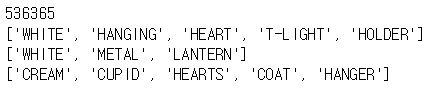 536365
['WHITE', 'HANGING', 'HEART', 'T-LIGHT', 'HOLDER']
['WHITE', 'METAL', 'LANTERN']
['CREAM', 'CUPID', 'HEARTS', 'COAT', 'HANGER']